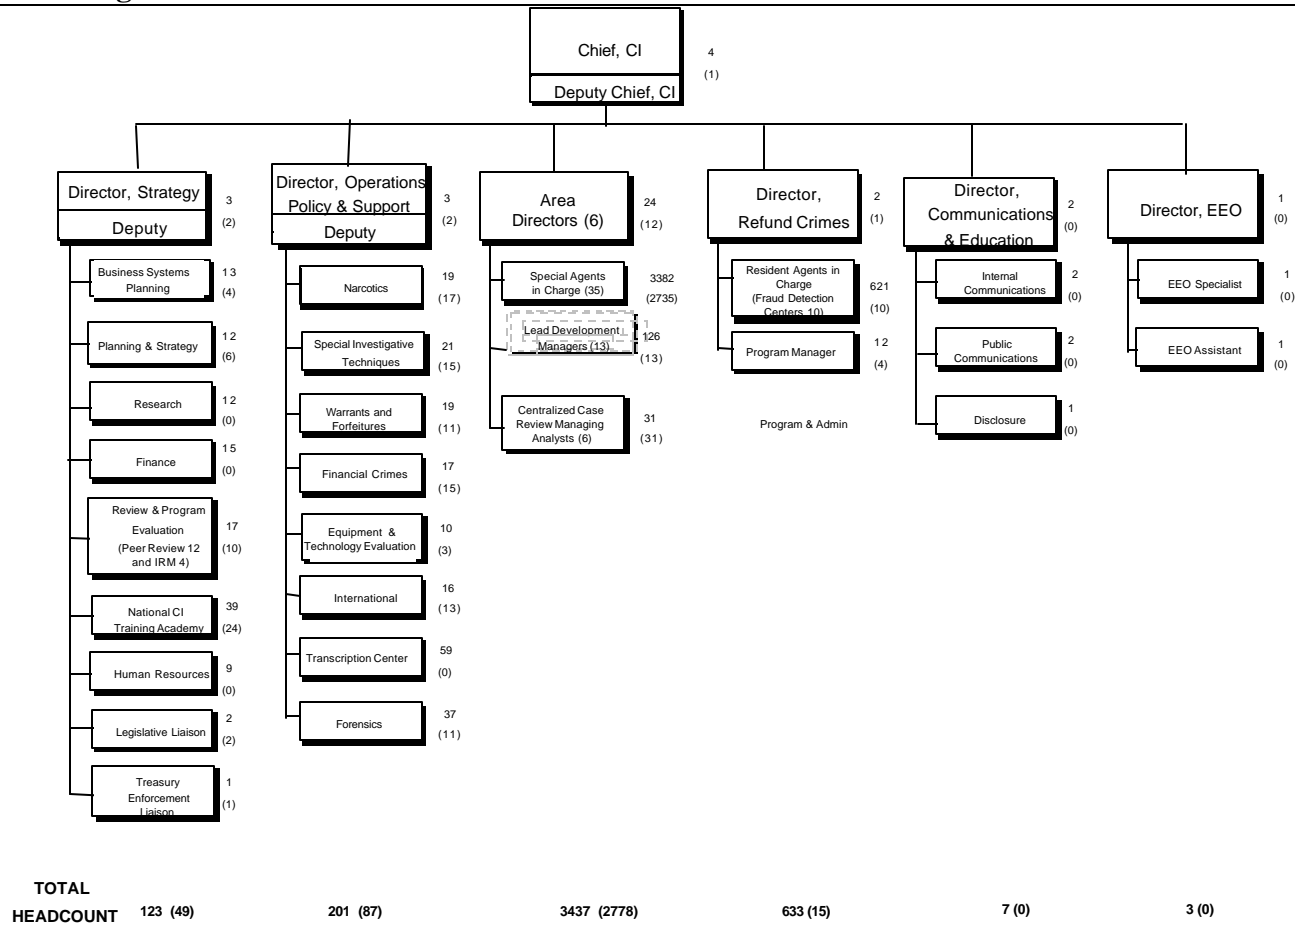 Chief, CI
4
(1)
Deputy Chief, CI
Director, Strategy
3
Deputy
(2)
Business Systems
13
Planning
(4)
Planning & Strategy
12
(6)
Research
12
(0)
Finance
15
(0)
Review & Program
Evaluation
17
(Peer Review 12
(10)
and IRM 4)
National CI
39
Training Academy
(24)
Human Resources
9
(0)
Legislative Liaison
2
(2)
Treasury
1
Enforcement
(1)
Liaison
Director, Operations
Policy & Support
3
Deputy
(2)
Narcotics
19
(17)
Special Investigative
21
Techniques
(15)
Warrants and
19
Forfeitures
(11)
Financial Crimes
17
(15)
Equipment &
10
Technology Evaluation
(3)
International
16
(13)
Transcription Center
59
(0)
Forensics
37
(11)
Area
24
Directors (6)
(12)
Special Agents
3382
in Charge (35)
(2735)
Lead Development
126
Managers (13)
(13)
Centralized Case
Review Managing
31
Analysts (6)
(31)
Director,
2
Refund Crimes
(1)
Resident Agents in
Charge
621
(Fraud Detection
(10)
Centers 10)
Program Manager
12
(4)
Program & Admin
Director,
2
Communications
(0)
& Education
Internal
2
Communications
(0)
Public
2
Communications
(0)
Disclosure
1
(0)
Director, EEO
1
(0)
EEO Specialist
1
(0)
EEO Assistant
1
(0)
TOTAL
HEADCOUNT 123 (49) 201 (87) 3437 (2778) 633 (15) 7 (0) 3 (0)